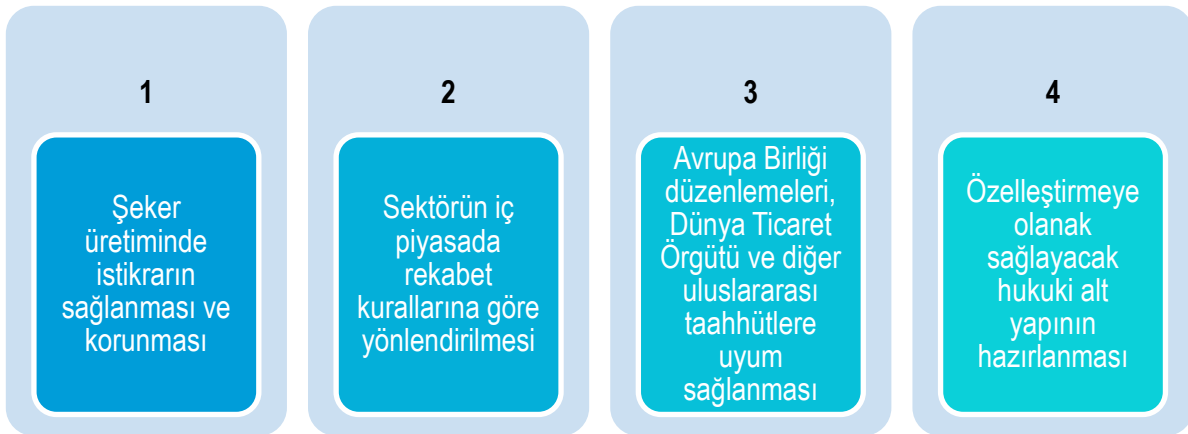 1
Şeker
üretiminde
istikrarın
sağlanması ve
korunması
2
Sektörün iç
piyasada
rekabet
kurallarına göre
yönlendirilmesi
3
Avrupa Birliği
düzenlemeleri,
Dünya Ticaret
Örgütü ve diğer
uluslararası
taahhütlere
uyum
sağlanması
4
Özelleştirmeye
olanak
sağlayacak
hukuki alt
yapının
hazırlanması